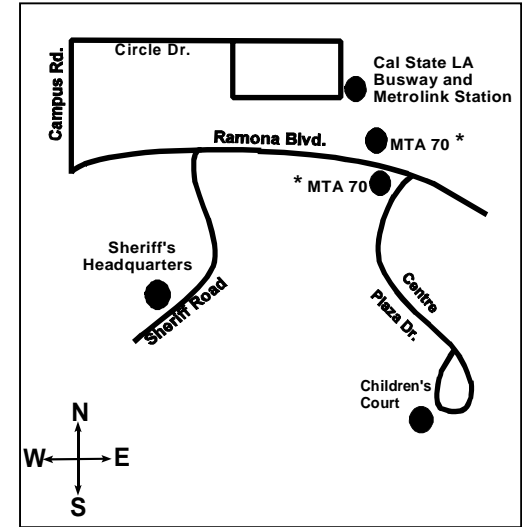 Circle Dr.
Campus Rd.
Cal State LA
Busway and
Metrolink Station
Ramona Blvd.
MTA 70 *
* MTA 70
Sheriff's
Headquarters
Sheriff Road
Centre
Plaza Dr.
Children's
Court
N
W E
S